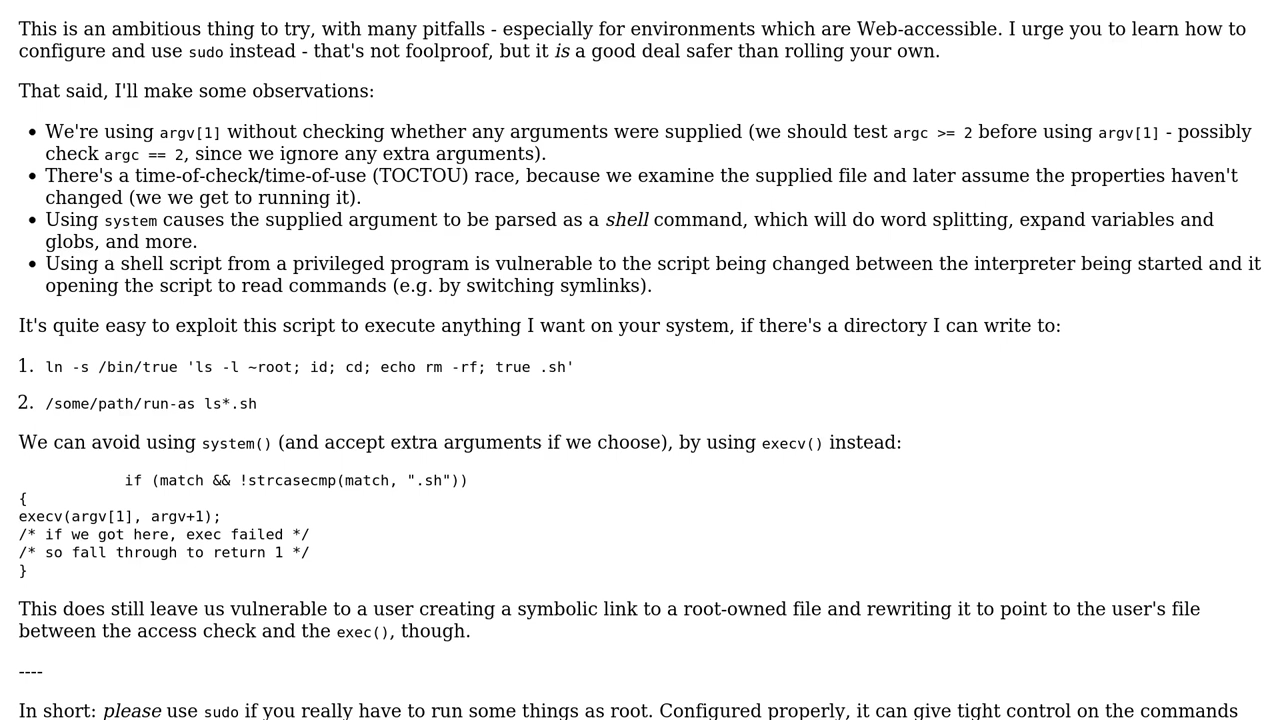 This is an ambitious thing to try, with many pitfalls - especially for environments which are Web-accessible. I urge you to learn how to
configure and use sudo instead - that's not foolproof, but it is a good deal safer than rolling your own.
That said, I'll make some observations:
• We're using argv[1] without checking whether any arguments were supplied (we should test argc >= 2 before using argv[1] - possibly
check argc == 2, since we ignore any extra arguments).
• There's a time-of-check/time-of-use (TOCTOU) race, because we examine the supplied file and later assume the properties haven't
changed (we we get to running it).
• Using system causes the supplied argument to be parsed as a shell command, which will do word splitting, expand variables and
globs, and more.
• Using a shell script from a privileged program is vulnerable to the script being changed between the interpreter being started and it
opening the script to read commands (e.g. by switching symlinks).
It's quite easy to exploit this script to execute anything I want on your system, if there's a directory I can write to:
1. ln -s /bin/true 'ls -l ~root; id; cd; echo rm -rf; true .sh'
2. /some/path/run-as ls*.sh
We can avoid using system() (and accept extra arguments if we choose), by using execv() instead:
if (match && !strcasecmp(match, ".sh"))
{
execv(argv[1], argv+1);
/* if we got here, exec failed */
/* so fall through to return 1 */
}
This does still leave us vulnerable to a user creating a symbolic link to a root-owned file and rewriting it to point to the user's file
between the access check and the exec(), though.
----
In short: please use sudo if you really have to run some things as root. Configured properly, it can give tight control on the commands